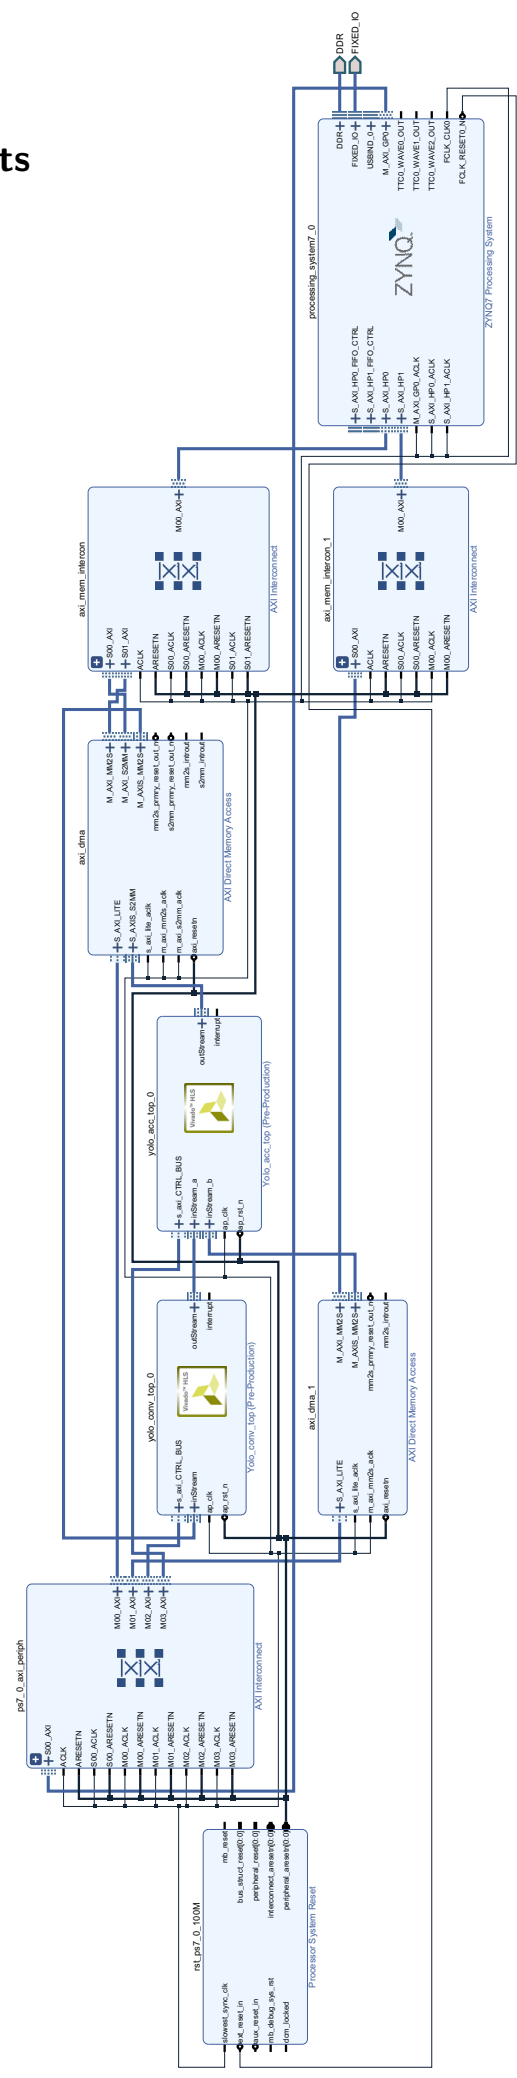 ts
DDR
FIXED_IO
processing_system7_0
S_AXI_HP0_FIFO_CTRL
S_AXI_HP1_FIFO_CTRL
S_AXI_HP0
S_AXI_HP1
M_AXI_GP0_ACLK
S_AXI_HP0_ACLK
S_AXI_HP1_ACLK
ZYNQ
DDR
FIXED_IO
USBIND_0
M_AXI_GP0
TTC0_WAVE0_OUT
TTC0_WAVE1_OUT
TTC0_WAVE2_OUT
FCLK_CLK0
FCLK_RESET0_N
ZYNQ7 Processing System
axi_mem_intercon
S00_AXI
S01_AXI
ACLK
ARESETN
S00_ACLK
S00_ARESETN
M00_ACLK
M00_ARESETN
S01_ACLK
S01_ARESETN
M00_AXI
AXI Interconnect
axi_mem_intercon_1
S00_AXI
ACLK
ARESETN
S00_ACLK
S00_ARESETN
M00_ACLK
M00_ARESETN
M00_AXI
AXI Interconnect
axi_dma
S_AXI_LITE
S_AXIS_S2MM
s_axi_lite_aclk
m_axi_mm2s_aclk
m_axi_s2mm_aclk
axi_resetn
M_AXI_MM2S
M_AXI_S2MM
M_AXIS_MM2S
mm2s_prmry_reset_out_n
s2mm_prmry_reset_out_n
mm2s_introut
s2mm_introut
AXI Direct Memory Access
yolo_acc_top_0
s_axi_CTRL_BUS
inStream_a
inStream_b
ap_clk
ap_rst_n
Vivado™ HLS
outStream
interrupt
Yolo_acc_top (Pre-Production)
yolo_conv_top_0
s_axi_CTRL_BUS
inStream
ap_clk
ap_rst_n
Vivado™ HLS
outStream
interrupt
Yolo_conv_top (Pre-Production)
axi_dma_1
S_AXI_LITE
s_axi_lite_aclk
m_axi_mm2s_aclk
axi_resetn
M_AXI_MM2S
M_AXIS_MM2S
mm2s_prmry_reset_out_n
mm2s_introut
AXI Direct Memory Access
ps7_0_axi_periph
S00_AXI
ACLK
ARESETN
S00_ACLK
S00_ARESETN
M00_ACLK
M00_ARESETN
M01_ACLK
M01_ARESETN
M02_ACLK
M02_ARESETN
M03_ACLK
M03_ARESETN
M00_AXI
M01_AXI
M02_AXI
M03_AXI
AXI Interconnect
rst_ps7_0_100M
slowest_sync_clk
ext_reset_in
aux_reset_in
mb_debug_sys_rst
dcm_locked
mb_reset
bus_struct_reset[0:0]
peripheral_reset[0:0]
interconnect_aresetn[0:0]
peripheral_aresetn[0:0]
Processor System Reset